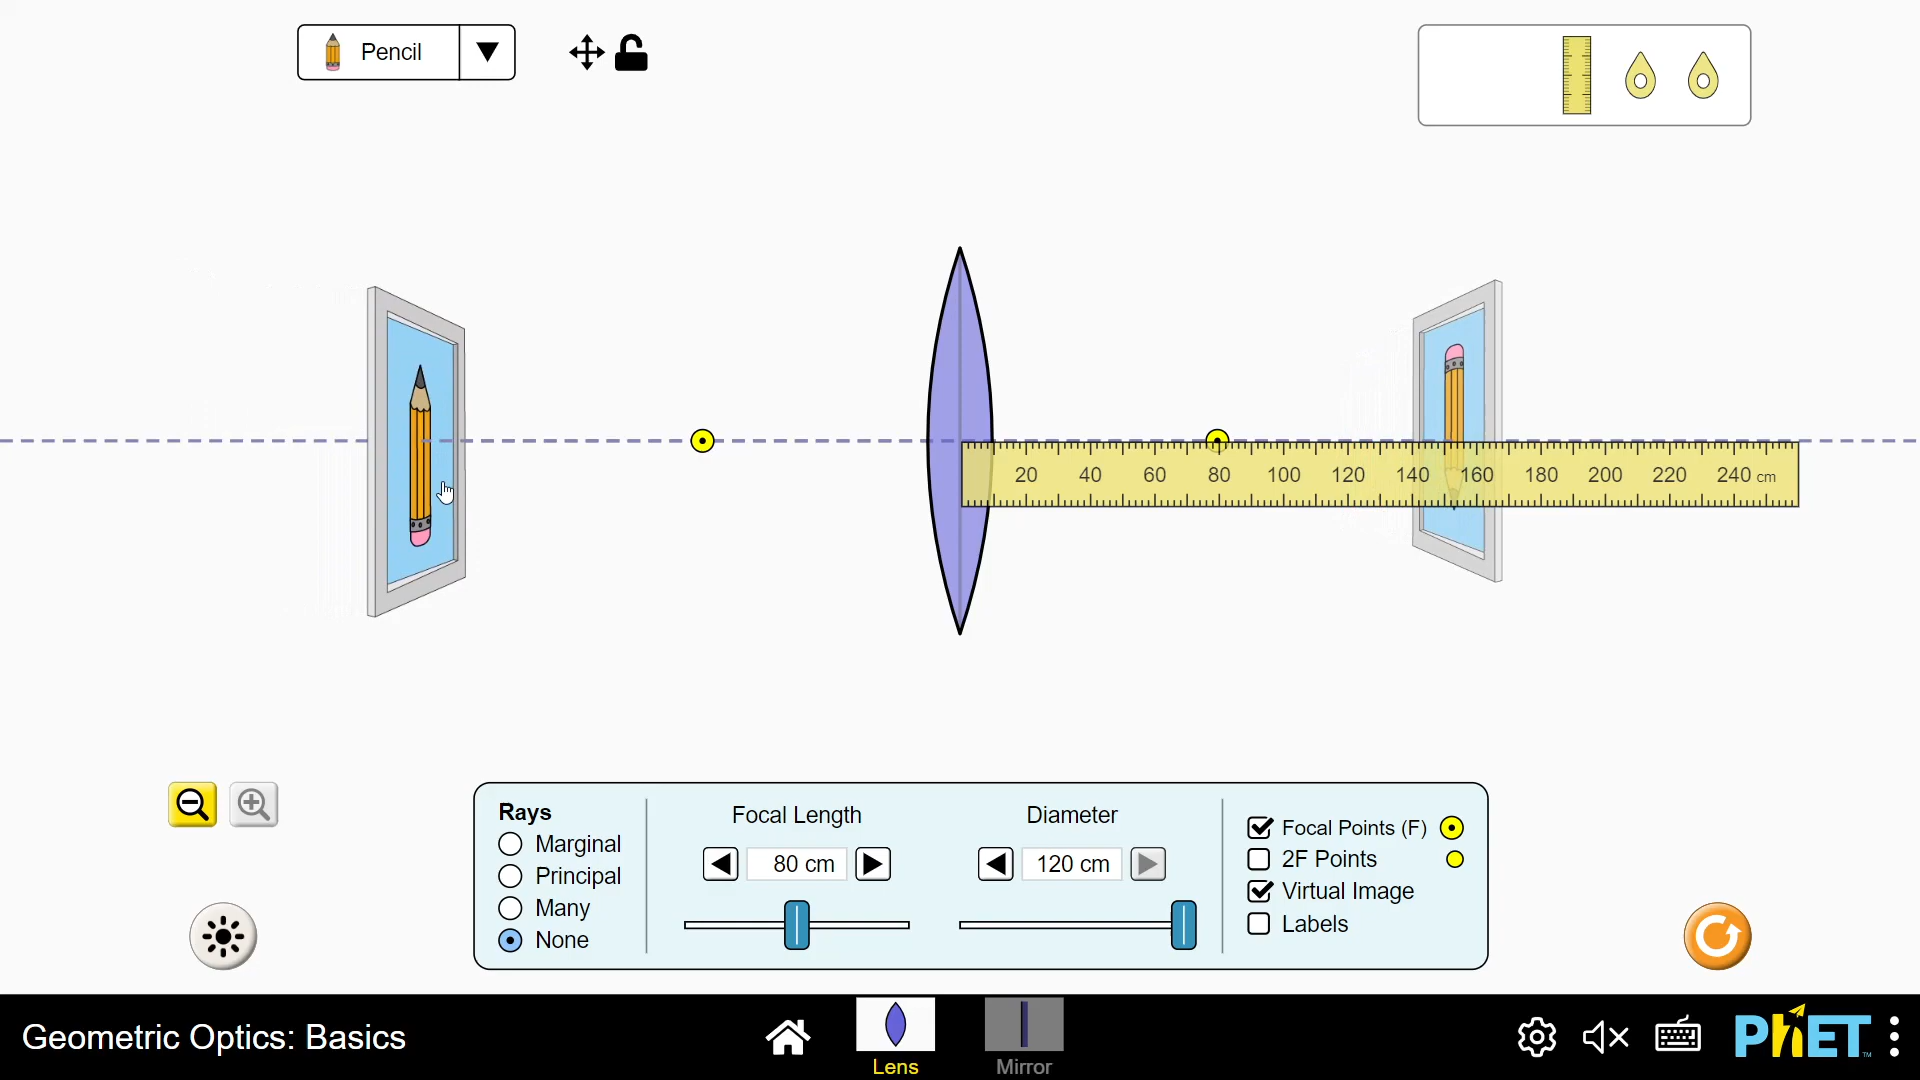 Pencil
20 40 60 80 100 120 140 160 180 200 220 240 cm
Rays
Marginal
Principal
Many
None
Focal Length
80 cm
Diameter
120 cm
Focal Points (F)
2F Points
Virtual Image
Labels
Geometric Optics: Basics
Lens
Mirror
PhET™